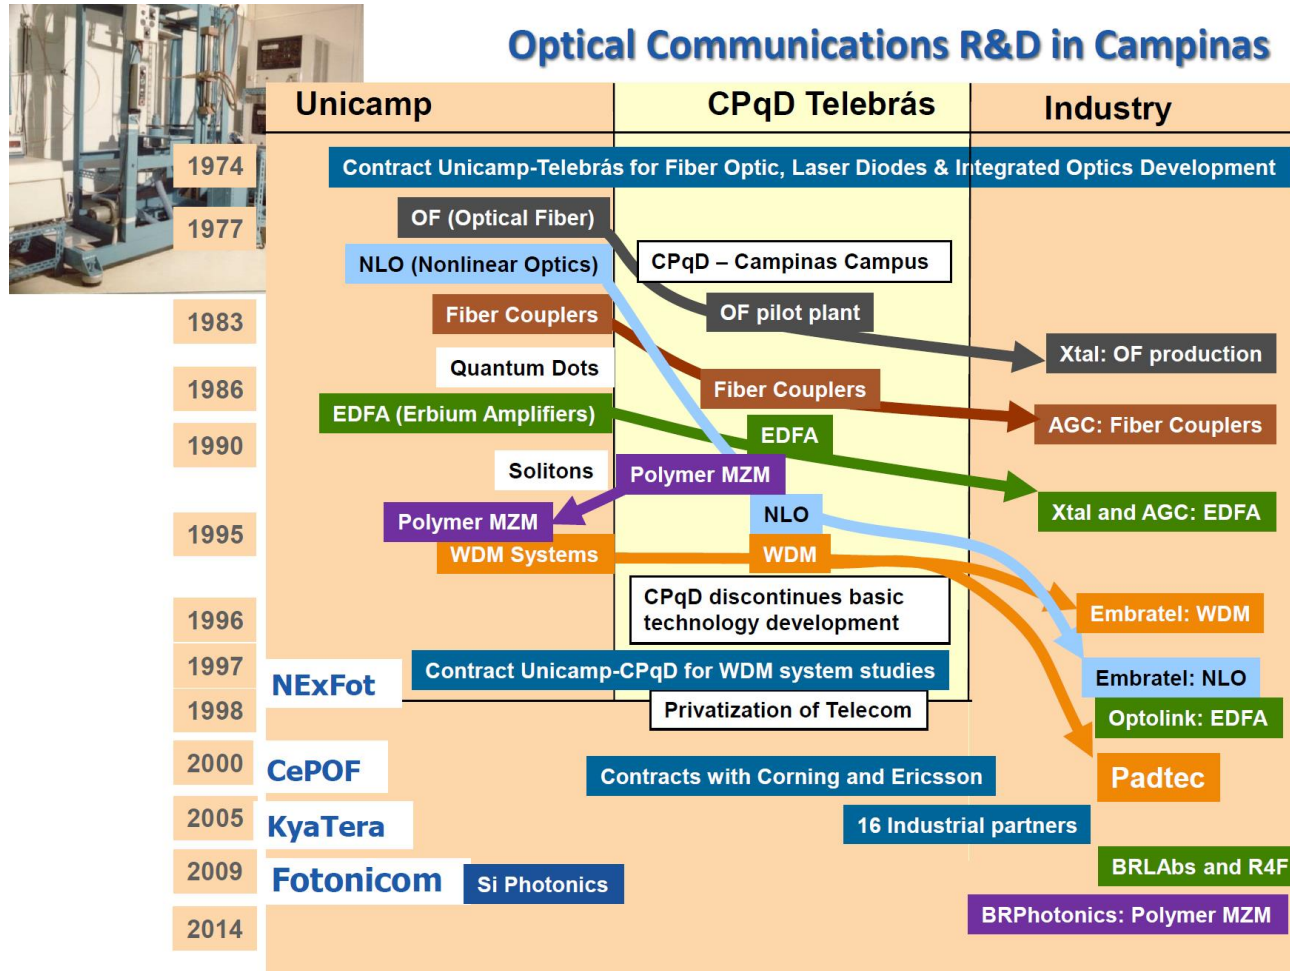 Optical Communications R&D in Campinas
Unicamp
CPqD Telebrás
Industry
1974
Contract Unicamp-Telebrás for Fiber Optic, Laser Diodes & Integrated Optics Development
1977
OF (Optical Fiber)
NLO (Nonlinear Optics)
CPqD – Campinas Campus
1983
Fiber Couplers
OF pilot plant
Xtal: OF production
Quantum Dots
1986
Fiber Couplers
EDFA (Erbium Amplifiers)
AGC: Fiber Couplers
1990
EDFA
Solitons
Polymer MZM
Xtal and AGC: EDFA
1995
Polymer MZM
NLO
WDM Systems
WDM
CPqD discontinues basic
technology development
1996
Embratel: WDM
1997
NExFot
Contract Unicamp-CPqD for WDM system studies
Embratel: NLO
1998
Privatization of Telecom
Optolink: EDFA
2000
CePOF
Contracts with Corning and Ericsson
Padtec
2005
KyaTera
16 Industrial partners
2009
Fotonicom
Si Photonics
BRLAbs and R4F
BRPhotonics: Polymer MZM
2014